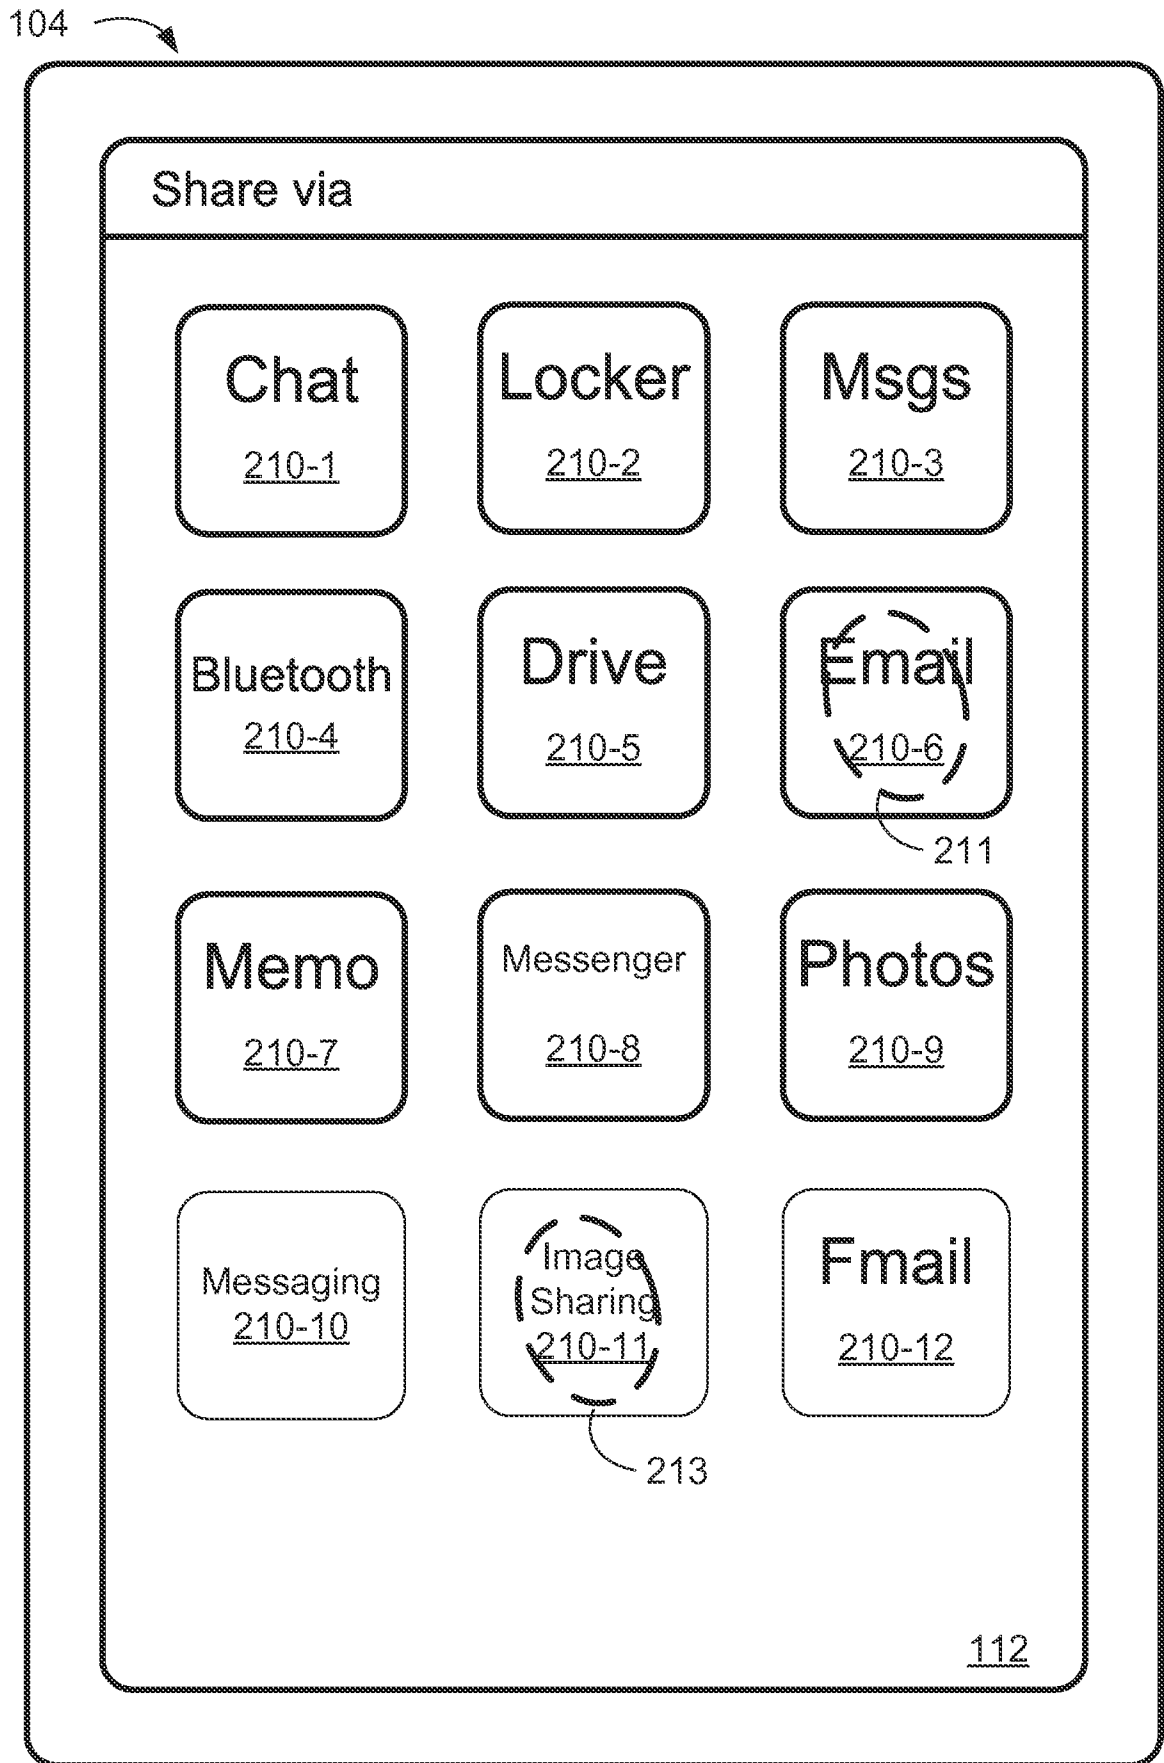 104
Share via
Chat
210-1
Locker
210-2
Msgs
210-3
Bluetooth
210-4
Drive
210-5
Email
210-6
211
Memo
210-7
Messenger
210-8
Photos
210-9
Messaging
210-10
Image
Sharing
210-11
213
Fmail
210-12
112